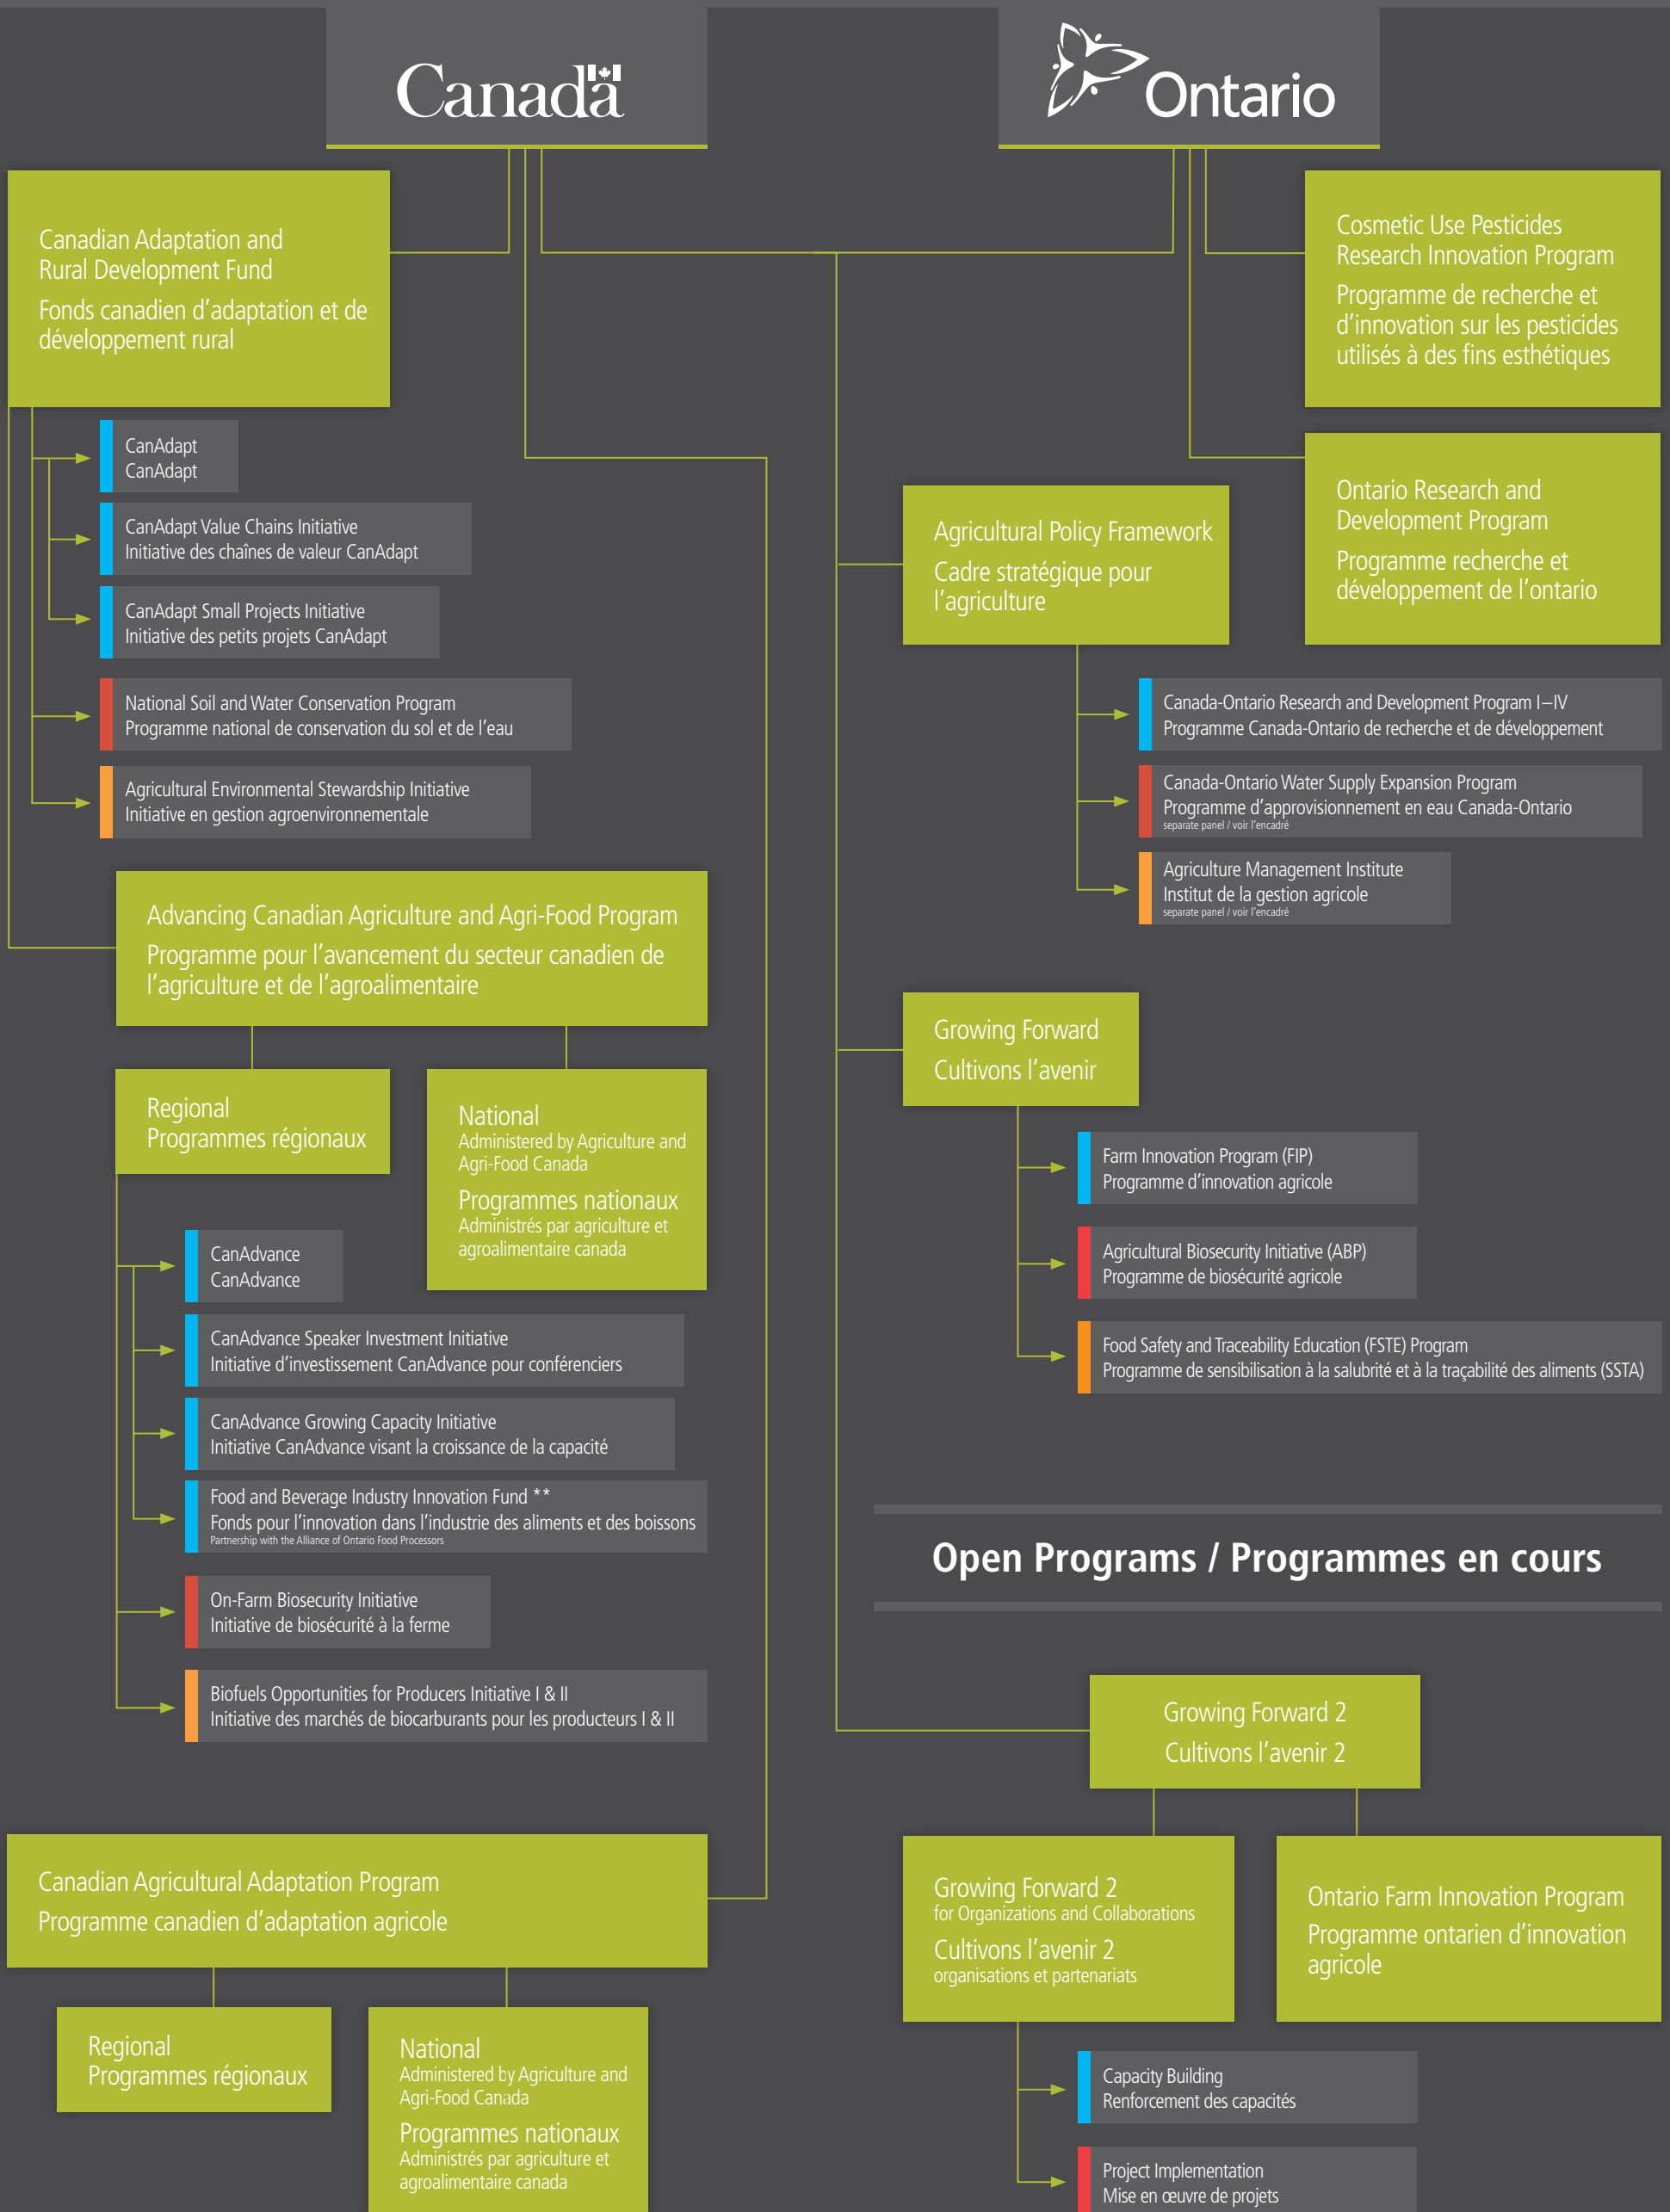 Canada
Ontario
Canadian Adaptation and
Rural Development Fund
Fonds canadien d'adaptation et de
développement rural
CanAdapt
CanAdapt
CanAdapt Value Chains Initiative
Initiative des chaînes de valeur CanAdapt
CanAdapt Small Projects Initiative
Initiative des petits projets CanAdapt
National Soil and Water Conservation Program
Programme national de conservation du sol et de l'eau
Agricultural Environmental Stewardship Initiative
Initiative en gestion agroenvironnementale
Advancing Canadian Agriculture and Agri-Food Program
Programme pour l'avancement du secteur canadien de
l'agriculture et de l'agroalimentaire
Regional
Programmes régionaux
National
Administered by Agriculture and
Agri-Food Canada
Programmes nationaux
Administrés par agriculture et
agroalimentaire canada
CanAdvance
CanAdvance
CanAdvance Speaker Investment Initiative
Initiative d'investissement CanAdvance pour conférenciers
CanAdvance Growing Capacity Initiative
Initiative CanAdvance visant la croissance de la capacité
Food and Beverage Industry Innovation Fund **
Fonds pour l'innovation dans l'industrie des aliments et des boissons
Partnership with the Alliance of Ontario Food Processors
On-Farm Biosecurity Initiative
Initiative de biosécurité à la ferme
Biofuels Opportunities for Producers Initiative I & II
Initiative des marchés de biocarburants pour les producteurs I & II
Canadian Agricultural Adaptation Program
Programme canadien d'adaptation agricole
Regional
Programmes régionaux
National
Administered by Agriculture and
Agri-Food Canada
Programmes nationaux
Administrés par agriculture et
agroalimentaire canada
Cosmetic Use Pesticides
Research Innovation Program
Programme de recherche et
d'innovation sur les pesticides
utilisés à des fins esthétiques
Ontario Research and
Development Program
Programme recherche et
développement de l'ontario
Agricultural Policy Framework
Cadre stratégique pour
l'agriculture
Canada-Ontario Research and Development Program I–IV
Programme Canada-Ontario de recherche et de développement
Canada-Ontario Water Supply Expansion Program
Programme d'approvisionnement en eau Canada-Ontario
separate panel / voir l'encadré
Agriculture Management Institute
Institut de la gestion agricole
separate panel / voir l'encadré
Growing Forward
Cultivons l'avenir
Farm Innovation Program (FIP)
Programme d'innovation agricole
Agricultural Biosecurity Initiative (ABP)
Programme de biosécurité agricole
Food Safety and Traceability Education (FSTE) Program
Programme de sensibilisation à la salubrité et à la traçabilité des aliments (SSTA)
Open Programs / Programmes en cours
Growing Forward 2
Cultivons l'avenir 2
Growing Forward 2
for Organizations and Collaborations
Cultivons l'avenir 2
organisations et partenariats
Ontario Farm Innovation Program
Programme ontarien d'innovation
agricole
Capacity Building
Renforcement des capacités
Project Implementation
Mise en œuvre de projets